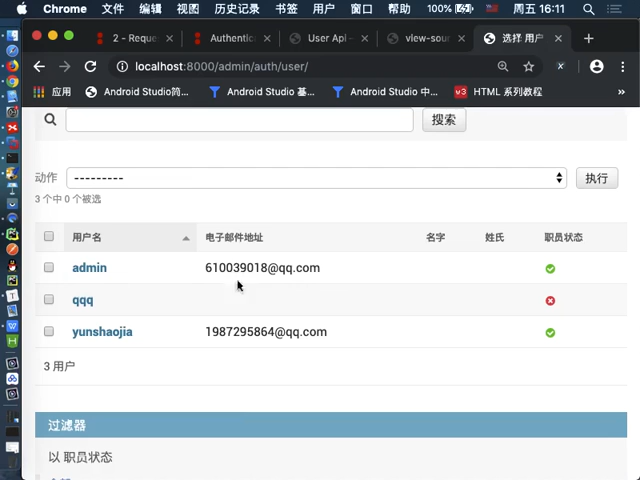 Chrome 文件 编辑 视图 历史记录 书签 用户 窗口 帮助 100% 周五 16:11
2 - Reque Authentic User Api – view-sou 选择 用户
localhost:8000/admin/auth/user/
应用 Android Studio简... Android Studio 基... Android Studio 中... v3 HTML 系列教程 »
搜索
动作 --------- 执行
3 个中 0 个被选
用户名 电子邮件地址 名字 姓氏 职员状态
admin 610039018@qq.com
qqq
yunshaojia 1987295864@qq.com
3 用户
过滤器
以 职员状态